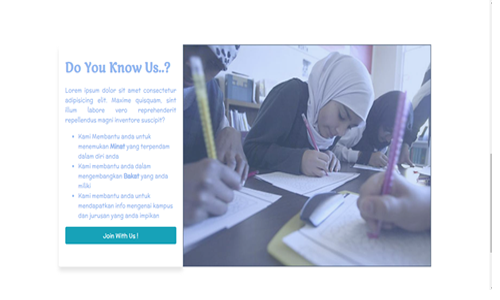 Do You Know Us..?
Lorem ipsum dolor sit amet consectetur
adipisicing elit. Maxime quisquam, sint
illum labore vero reprehenderit
repellendus magni inventore suscipit?
Kami Membantu anda untuk
menemukan Minat yang terpendam
dalam diri anda
Kami membantu anda dalam
mengembangkan Bakat yang anda
miliki
Kami membantu anda untuk
mendapatkan info mengenai kampus
dan jurusan yang anda impikan
Join With Us !